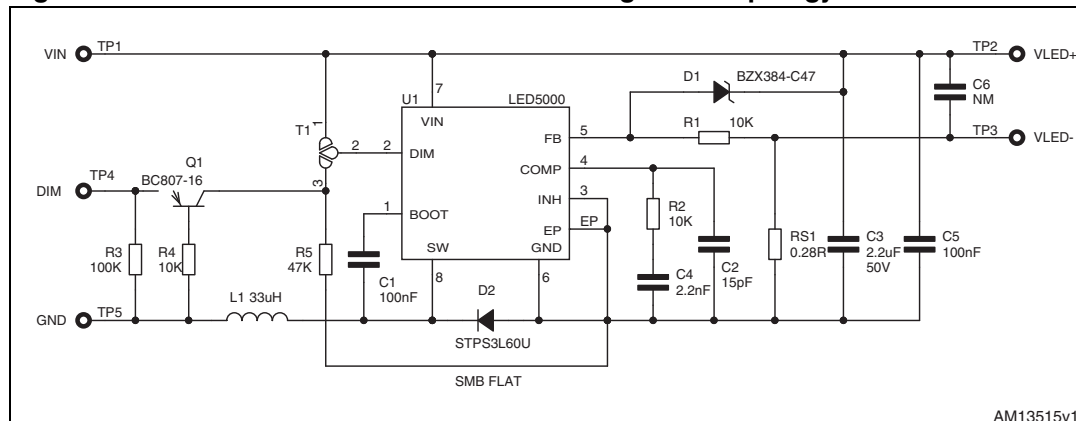 VIN
TP1
TP2
VLED+
D1
BZX384-C47
C6
NM
U1
LED5000
7
VIN
T1
1
2
2
DIM
3
FB
5
R1
10K
TP3
VLED-
COMP
4
Q1
BC807-16
DIM
TP4
INH
3
1
BOOT
EP
EP
R2
10K
SW
GND
R3
100K
R4
10K
R5
47K
C1
100nF
8
6
RS1
0.28R
C3
2.2uF
50V
C5
100nF
C4
2.2nF
C2
15pF
L1 33uH
D2
GND
TP5
STPS3L60U
SMB FLAT
AM13515v1